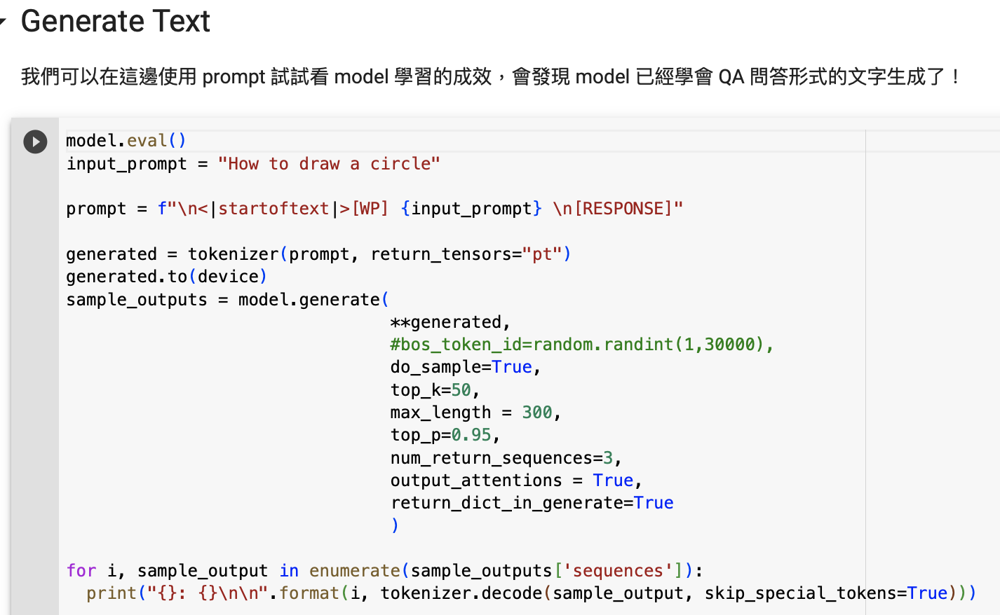 Generate Text
我們可以在這邊使用 prompt 試試看 model 學習的成效，會發現 model 已經學會 QA 問答形式的文字生成了！
model.eval()
input_prompt = "How to draw a circle"
prompt = f"\n<|startoftext|>[WP] {input_prompt} \n[RESPONSE]"
generated = tokenizer(prompt, return_tensors="pt")
generated.to(device)
sample_outputs = model.generate(
                                **generated,
                                #bos_token_id=random.randint(1,30000),
                                do_sample=True,
                                top_k=50,
                                max_length = 300,
                                top_p=0.95,
                                num_return_sequences=3,
                                output_attentions = True,
                                return_dict_in_generate=True
                                )
for i, sample_output in enumerate(sample_outputs['sequences']):
  print("{}: {}\n\n".format(i, tokenizer.decode(sample_output, skip_special_tokens=True)))